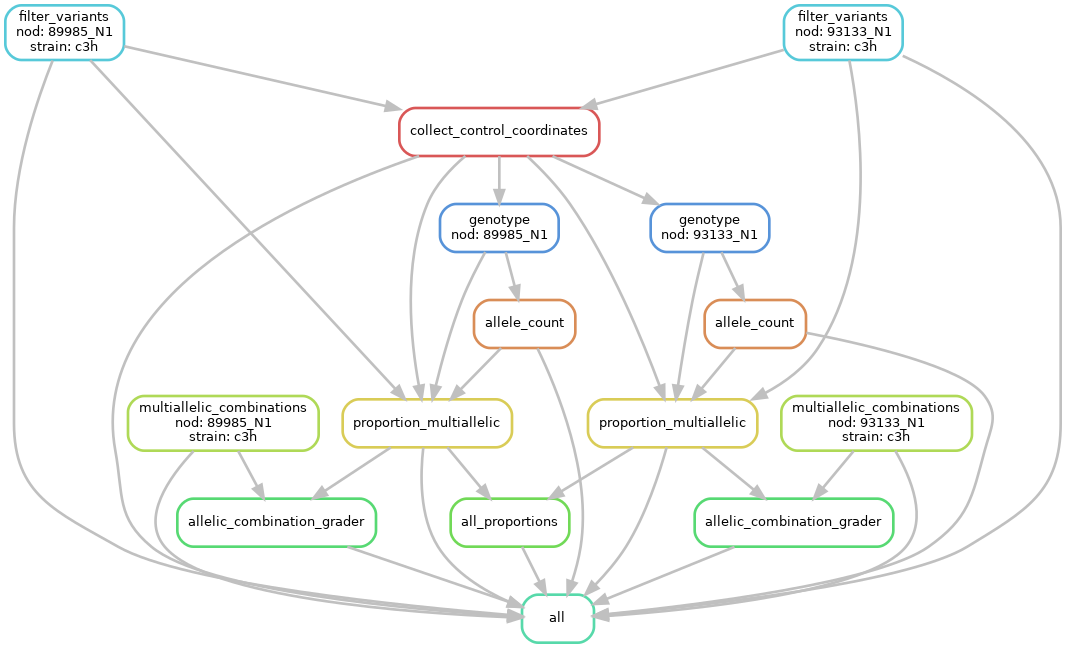 filter_variants
nod: 89985_N1
strain: c3h
filter_variants
nod: 93133_N1
strain: c3h
collect_control_coordinates
genotype
nod: 89985_N1
genotype
nod: 93133_N1
allele_count
allele_count
multiallelic_combinations
nod: 89985_N1
strain: c3h
proportion_multiallelic
proportion_multiallelic
multiallelic_combinations
nod: 93133_N1
strain: c3h
allelic_combination_grader
all_proportions
allelic_combination_grader
all